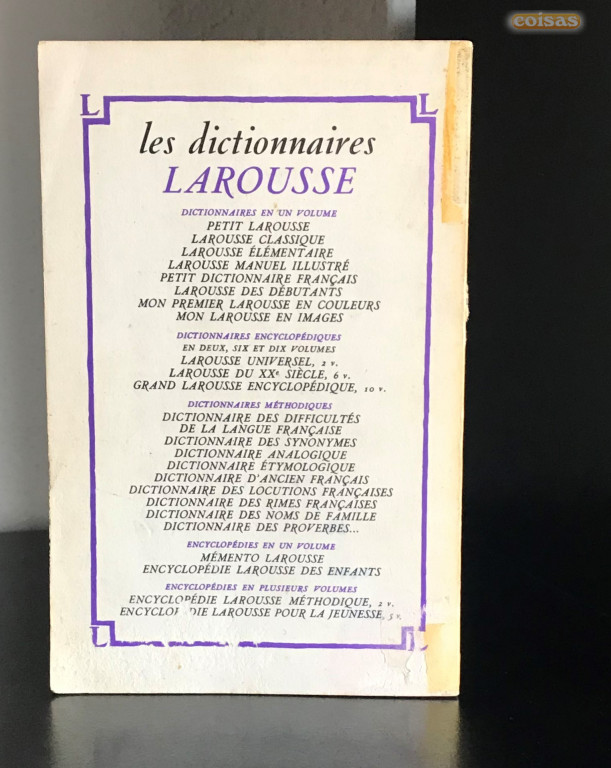 coisas
L L
les dictionnaires
LAROUSSE
DICTIONNAIRES EN UN VOLUME
PETIT LAROUSSE
LAROUSSE CLASSIQUE
LAROUSSE ÉLÉMENTAIRE
LAROUSSE MANUEL ILLUSTRÉ
PETIT DICTIONNAIRE FRANÇAIS
LAROUSSE DES DÉBUTANTS
MON PREMIER LAROUSSE EN COULEURS
MON LAROUSSE EN IMAGES
DICTIONNAIRES ENCYCLOPÉDIQUES
EN DEUX, SIX ET DIX VOLUMES
LAROUSSE UNIVERSEL, 2 v.
LAROUSSE DU XXe SIÈCLE, 6 v.
GRAND LAROUSSE ENCYCLOPÉDIQUE, 10 v.
DICTIONNAIRES MÉTHODIQUES
DICTIONNAIRE DES DIFFICULTÉS
DE LA LANGUE FRANÇAISE
DICTIONNAIRE DES SYNONYMES
DICTIONNAIRE ANALOGIQUE
DICTIONNAIRE ÉTYMOLOGIQUE
DICTIONNAIRE D'ANCIEN FRANÇAIS
DICTIONNAIRE DES LOCUTIONS FRANÇAISES
DICTIONNAIRE DES RIMES FRANÇAISES
DICTIONNAIRE DES NOMS DE FAMILLE
DICTIONNAIRE DES PROVERBES...
ENCYCLOPÉDIES EN UN VOLUME
MÉMENTO LAROUSSE
ENCYCLOPÉDIE LAROUSSE DES ENFANTS
ENCYCLOPÉDIES EN PLUSIEURS VOLUMES
ENCYCLOPÉDIE LAROUSSE MÉTHODIQUE, 2 v.
LAROUSSE POUR LA JEUNESSE, v.
L L